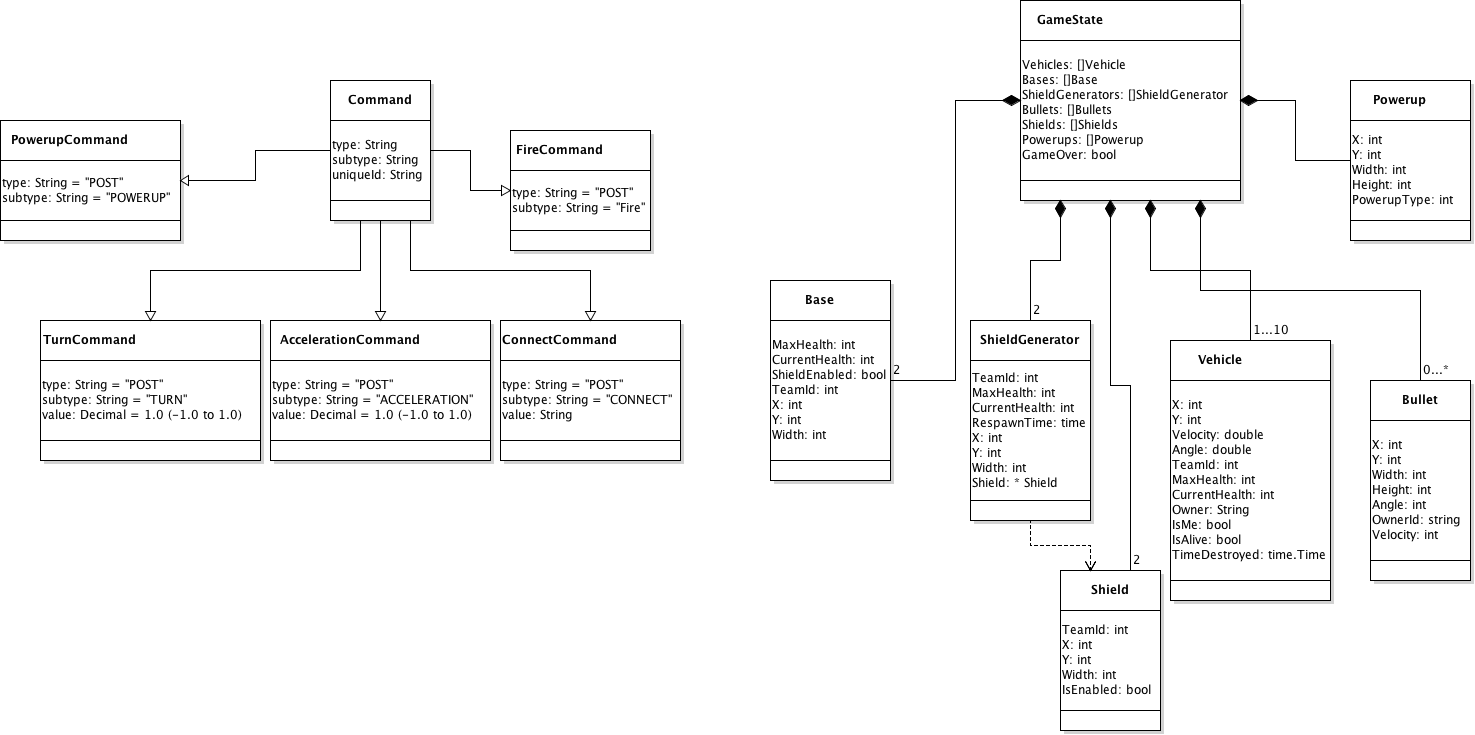 GameState
Vehicles: []Vehicle
Bases: []Base
ShieldGenerators: []ShieldGenerator
Bullets: []Bullets
Shields: []Shields
Powerups: []Powerup
GameOver: bool
Command
type: String
subtype: String
uniqueId: String
Powerup
X: int
Y: int
Width: int
Height: int
PowerupType: int
PowerupCommand
type: String = "POST"
subtype: String = "POWERUP"
FireCommand
type: String = "POST"
subtype: String = "Fire"
TurnCommand
type: String = "POST"
subtype: String = "TURN"
value: Decimal = 1.0 (-1.0 to 1.0)
AccelerationCommand
type: String = "POST"
subtype: String = "ACCELERATION"
value: Decimal = 1.0 (-1.0 to 1.0)
ConnectCommand
type: String = "POST"
subtype: String = "CONNECT"
value: String
Base
MaxHealth: int
CurrentHealth: int
ShieldEnabled: bool
TeamId: int
X: int
Y: int
Width: int
2
2
ShieldGenerator
TeamId: int
MaxHealth: int
CurrentHealth: int
RespawnTime: time
X: int
Y: int
Width: int
Shield: * Shield
1...10
Vehicle
X: int
Y: int
Velocity: double
Angle: double
TeamId: int
MaxHealth: int
CurrentHealth: int
Owner: String
IsMe: bool
IsAlive: bool
TimeDestroyed: time.Time
0...*
Bullet
X: int
Y: int
Width: int
Height: int
Angle: int
OwnerId: string
Velocity: int
2
Shield
TeamId: int
X: int
Y: int
Width: int
IsEnabled: bool